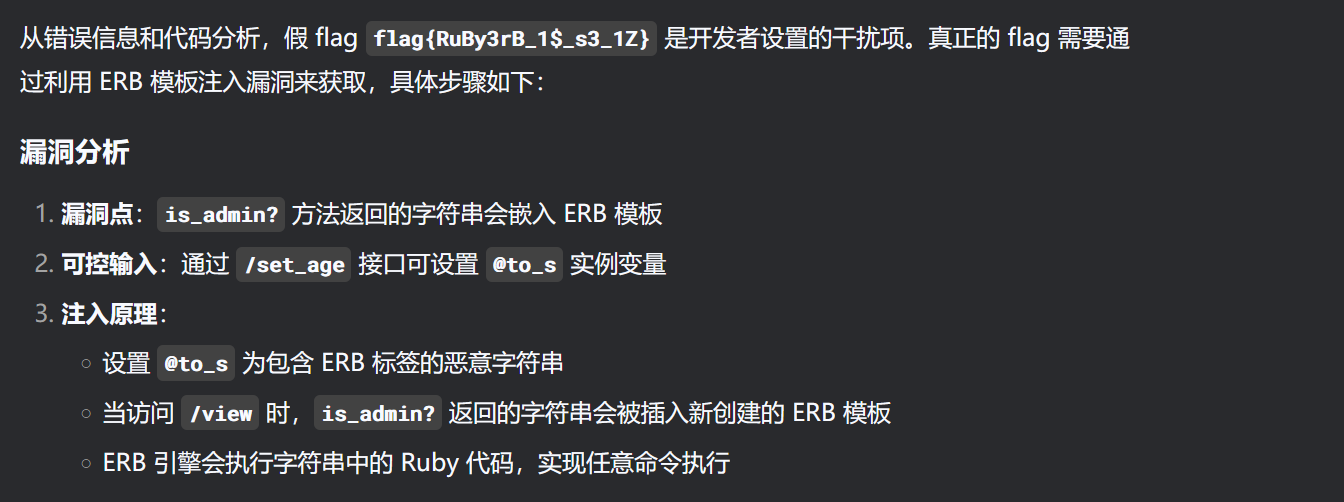 从错误信息和代码分析，假 flag flag{RuBy3rB_1$_s3_1Z} 是开发者设置的干扰项。真正的 flag 需要通
过利用 ERB 模板注入漏洞来获取，具体步骤如下：
漏洞分析
1. 漏洞点：is_admin? 方法返回的字符串会嵌入 ERB 模板
2. 可控输入：通过 /set_age 接口可设置 @to_s 实例变量
3. 注入原理：
○ 设置 @to_s 为包含 ERB 标签的恶意字符串
○ 当访问 /view 时，is_admin? 返回的字符串会被插入新创建的 ERB 模板
○ ERB 引擎会执行字符串中的 Ruby 代码，实现任意命令执行